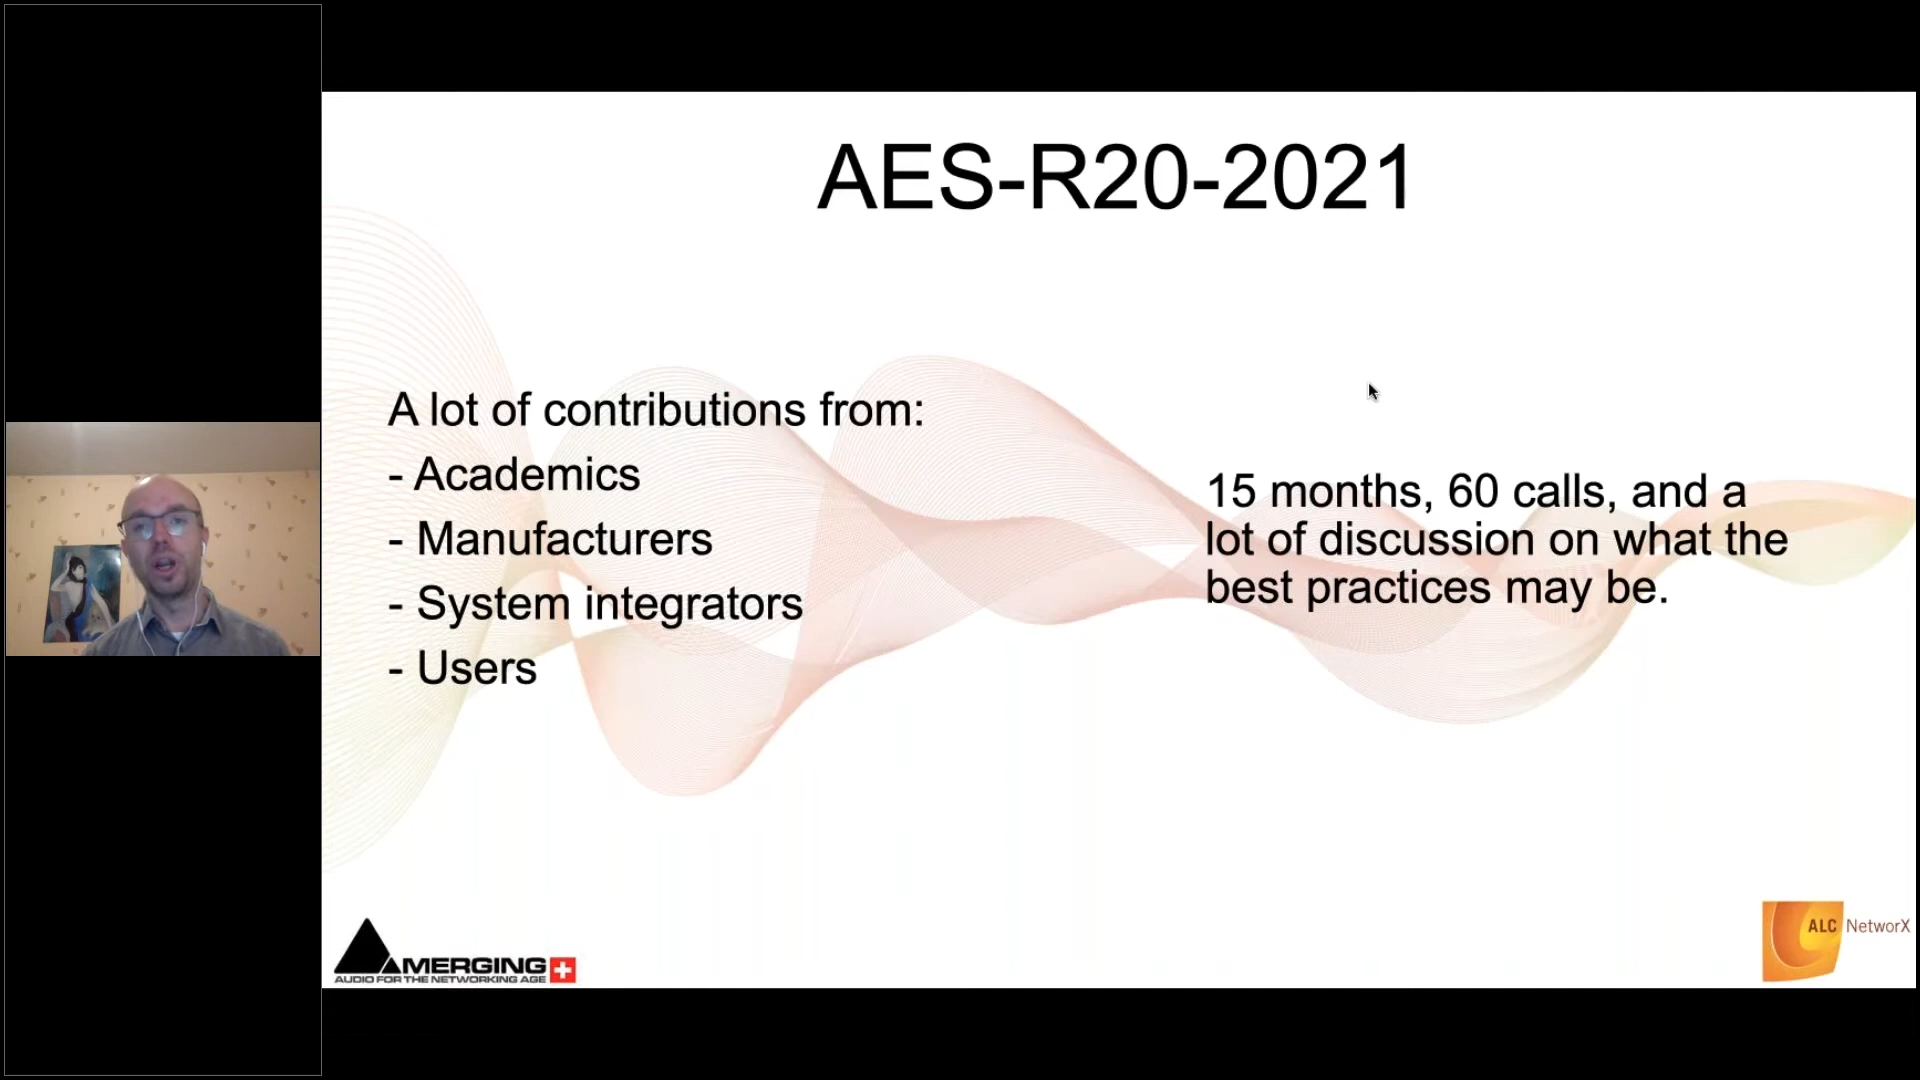 AES-R20-2021
A lot of contributions from:
- Academics
- Manufacturers
- System integrators
- Users
15 months, 60 calls, and a
lot of discussion on what the
best practices may be.
MERGING
AUDIO FOR THE NETWORKING AGE
ALC NetworX